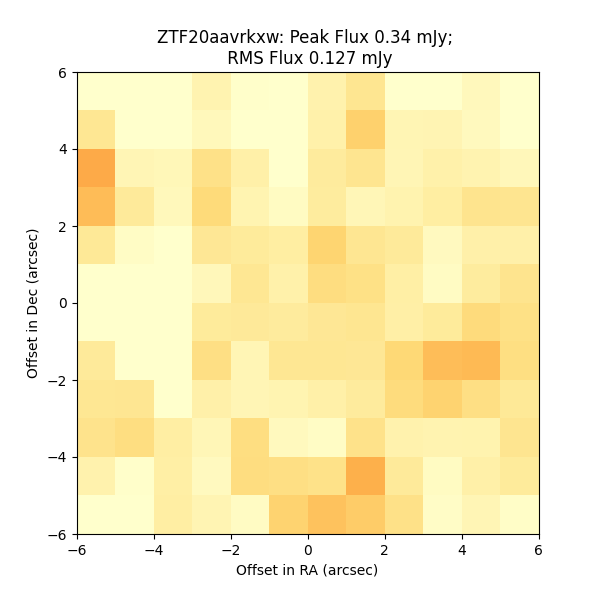 ZTF20aavrkxw: Peak Flux 0.34 mJy;
RMS Flux 0.127 mJy
6
4
2
0
−2
−4
−6
Offset in Dec (arcsec)
−6 −4 −2 0 2 4 6
Offset in RA (arcsec)